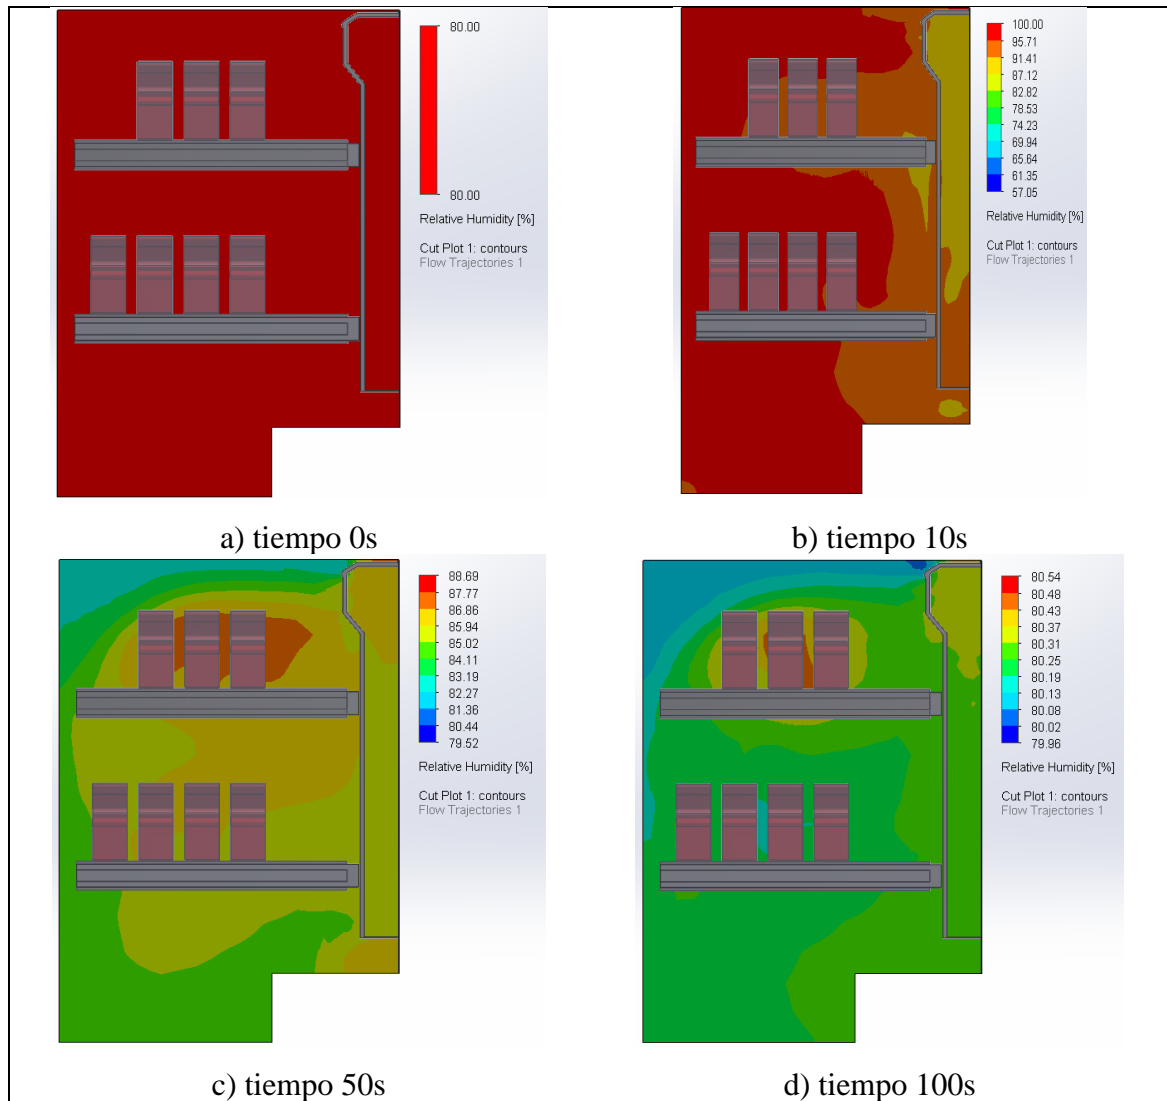 80.00
80.00
Relative Humidity [%]
Cut Plot 1: contours
Flow Trajectories 1
a) tiempo 0s
100.00
95.71
91.41
87.12
82.82
78.53
74.23
69.94
65.64
61.35
57.05
Relative Humidity [%]
Cut Plot 1: contours
Flow Trajectories 1
b) tiempo 10s
88.69
87.77
86.86
85.94
85.02
84.11
83.19
82.27
81.36
80.44
79.52
Relative Humidity [%]
Cut Plot 1: contours
Flow Trajectories 1
c) tiempo 50s
80.54
80.48
80.43
80.37
80.31
80.25
80.19
80.13
80.08
80.02
79.96
Relative Humidity [%]
Cut Plot 1: contours
Flow Trajectories 1
d) tiempo 100s